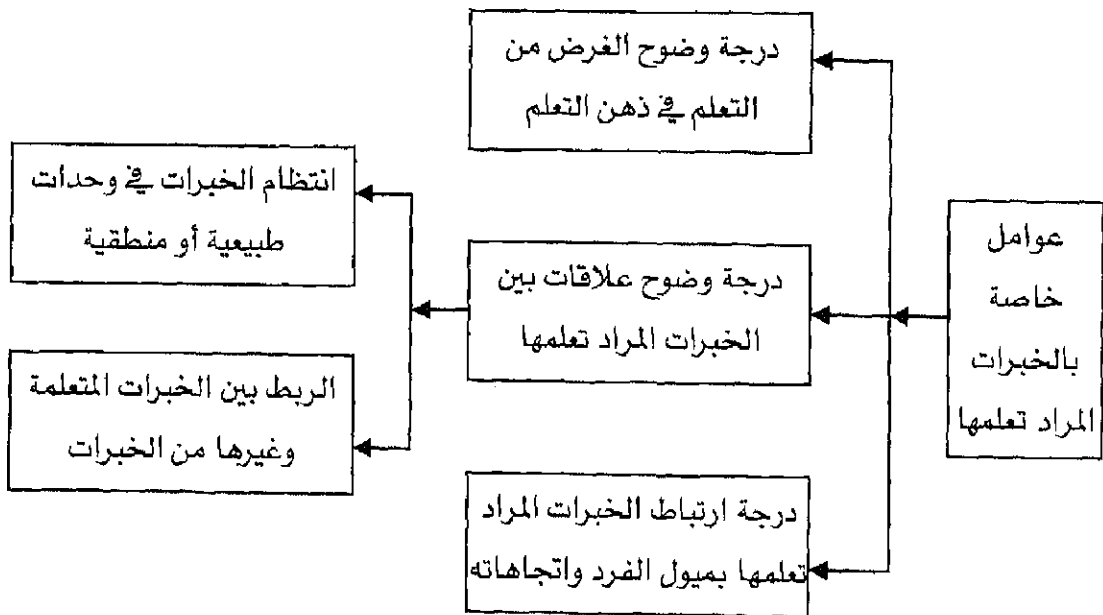 عوامل
خاصة
بالخبرات
المراد تعلمها
درجة وضوح الغرض من
التعلم في ذهن التعلم
درجة وضوح علاقات بين
الخبرات المراد تعلمها
درجة ارتباط الخبرات المراد
تعلمها بميول الفرد واتجاهاته
انتظام الخبرات في وحدات
طبيعية أو منطقية
الربط بين الخبرات المتعلمة
وغيرها من الخبرات